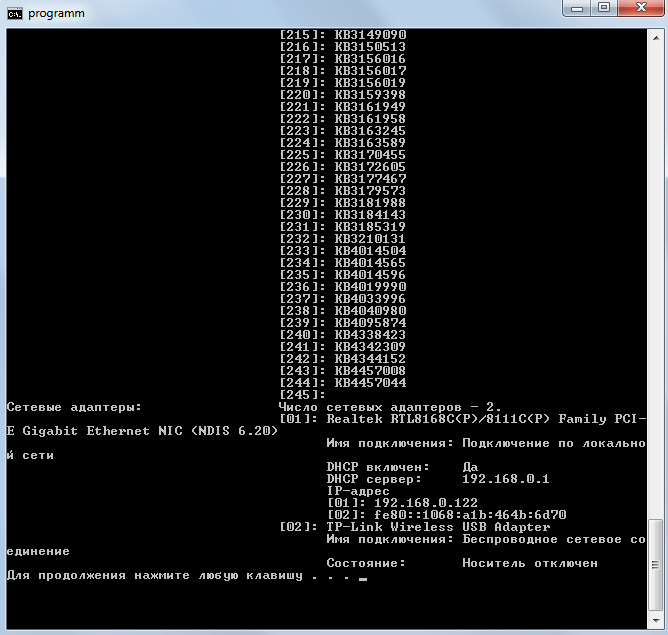 programm
[215]: KB3149090
[216]: KB3150513
[217]: KB3156016
[218]: KB3156017
[219]: KB3156019
[220]: KB3159398
[221]: KB3161949
[222]: KB3161958
[223]: KB3163245
[224]: KB3163589
[225]: KB3170455
[226]: KB3172605
[227]: KB3177467
[228]: KB3179573
[229]: KB3181988
[230]: KB3184143
[231]: KB3185319
[232]: KB3210131
[233]: KB4014504
[234]: KB4014565
[235]: KB4014596
[236]: KB4019990
[237]: KB4033996
[238]: KB4040980
[239]: KB4095874
[240]: KB4338423
[241]: KB4342309
[242]: KB4344152
[243]: KB4457008
[244]: KB4457044
[245]:
Сетевые адаптеры: Число сетевых адаптеров - 2.
[01]: Realtek RTL8168C(P)/8111C(P) Family PCI-
E Gigabit Ethernet NIC (NDIS 6.20)
Имя подключения: Подключение по локально
й сети
DHCP включен: Да
DHCP сервер: 192.168.0.1
IP-адрес
[01]: 192.168.0.122
[02]: fe80::1068:a1b:464b:6d70
[02]: TP-Link Wireless USB Adapter
Имя подключения: Беспроводное сетевое со
единение
Состояние: Носитель отключен
Для продолжения нажмите любую клавишу . . .